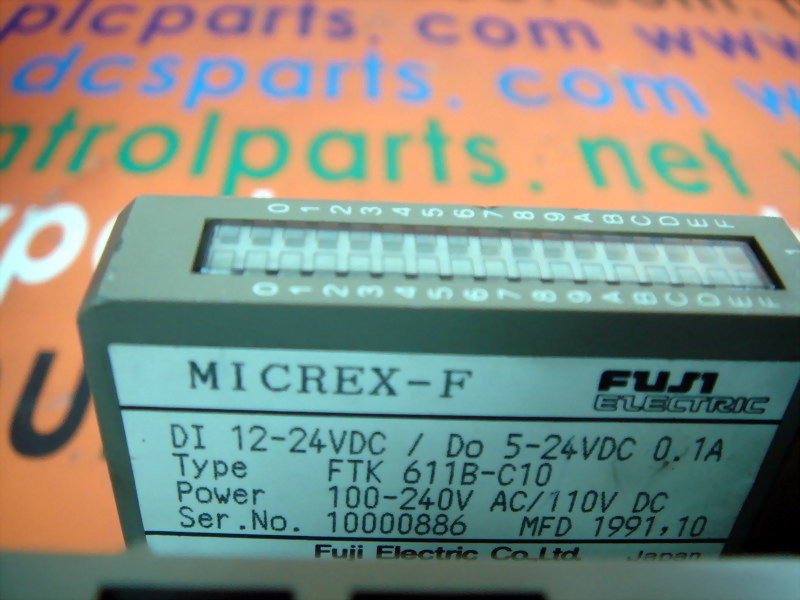 plcparts. com www
dcsparts. com w
ntrolparts. net
0 1 2 3 4 5 6 7 8 9 A B C D E F
0 1 2 3 4 5 6 7 8 9 A B C D E F
MICREX-F
FUJI ELECTRIC
DI 12-24VDC / Do 5-24VDC 0.1A
Type FTK 611B-C10
Power 100-240V AC/110V DC
Ser.No. 10000886 MFD 1991,10
Fuji Electric Co.,Ltd. Japan